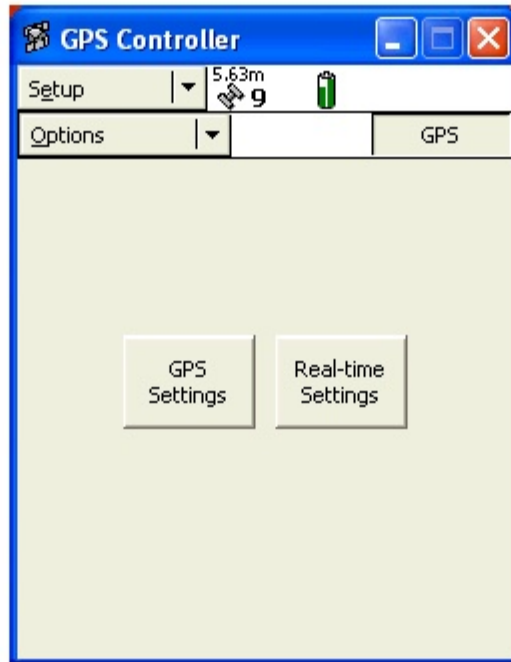 GPS Controller
Setup
5.63m
9
Options
GPS
GPS
Settings
Real-time
Settings